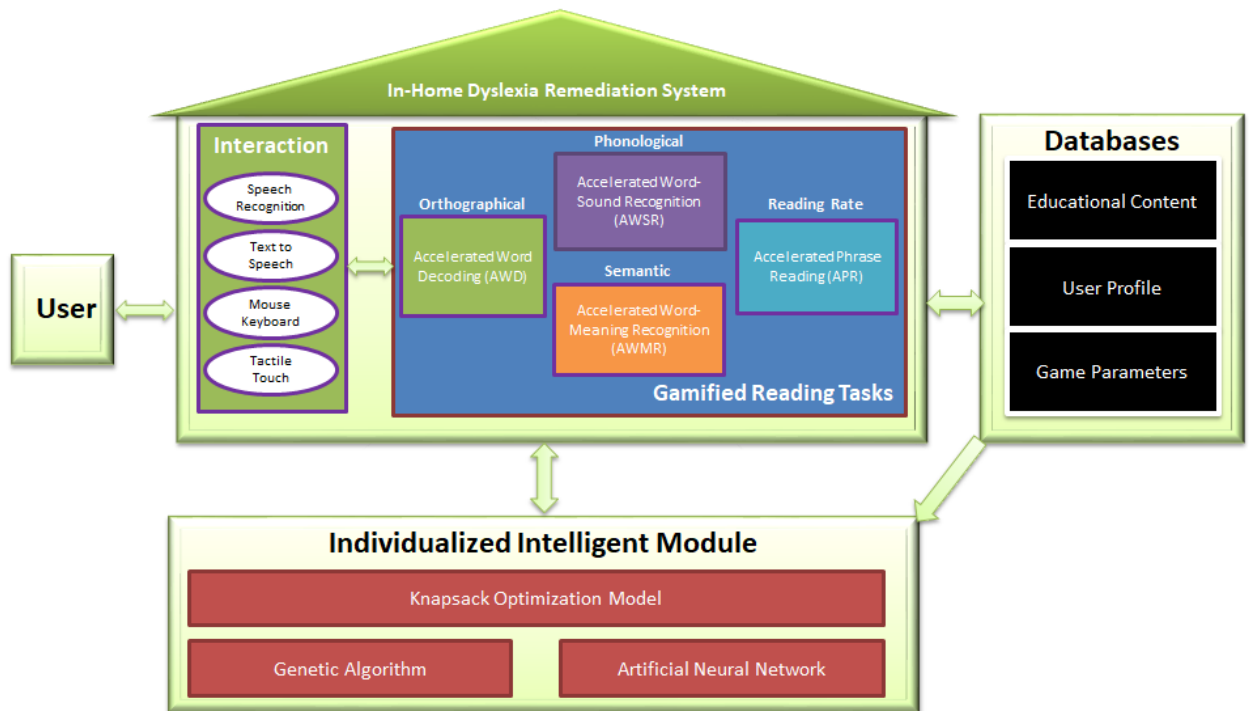 In-Home Dyslexia Remediation System
User
Interaction
Speech
Recognition
Text to
Speech
Mouse
Keyboard
Tactile
Touch
Phonological
Accelerated Word-
Sound Recognition
(AWSR)
Orthographical
Accelerated Word
Decoding (AWD)
Reading Rate
Accelerated Phrase
Reading (APR)
Semantic
Accelerated Word-
Meaning Recognition
(AWMR)
Gamified Reading Tasks
Databases
Educational Content
User Profile
Game Parameters
Individualized Intelligent Module
Knapsack Optimization Model
Genetic Algorithm
Artificial Neural Network